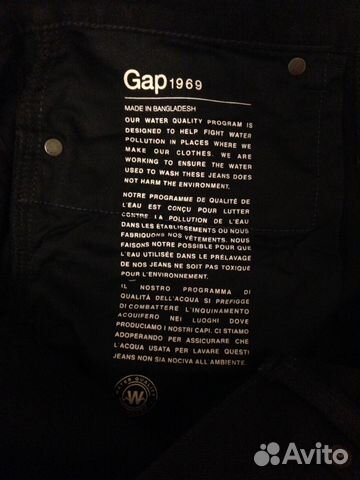 Gap1969
MADE IN BANGLADESH
OUR WATER QUALITY PROGRAM IS
DESIGNED TO HELP FIGHT WATER
POLLUTION IN PLACES WHERE WE
MAKE OUR CLOTHES. WE ARE
WORKING TO ENSURE THE WATER
USED TO WASH THESE JEANS DOES
NOT HARM THE ENVIRONMENT.
NOTRE PROGRAMME DE QUALITÉ DE
L'EAU EST CONÇU POUR LUTTER
CONTRE LA POLLUTION DE L'EAU
DANS LES ÉTABLISSEMENTS OÙ NOUS
FABRIQUONS NOS VÊTEMENTS. NOUS
FAISONS NOTRE POSSIBLE POUR QUE
L'EAU UTILISÉE DANS LE PRÉLAVAGE
DE NOS JEANS NE SOIT PAS TOXIQUE
POUR L'ENVIRONNEMENT.
IL NOSTRO PROGRAMMA DI
QUALITÀ DELL'ACQUA SI PREFIGGE
DI COMBATTERE L'INQUINAMENTO
ACQUIFERO NEI LUOGHI DOVE
PRODUCIAMO I NOSTRI CAPI. CI STIAMO
ADOPERANDO PER ASSICURARE CHE
L'ACQUA USATA PER LAVARE QUESTI
JEANS NON SIA NOCIVA ALL'AMBIENTE.
WATER QUALITY
W
Avito